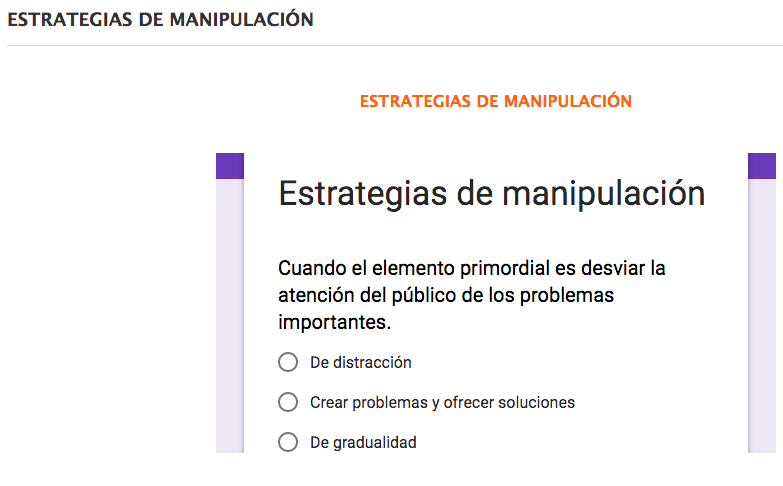 ESTRATEGIAS DE MANIPULACIÓN
ESTRATEGIAS DE MANIPULACIÓN
Estrategias de manipulación
Cuando el elemento primordial es desviar la
atención del público de los problemas
importantes.
De distracción
Crear problemas y ofrecer soluciones
De gradualidad